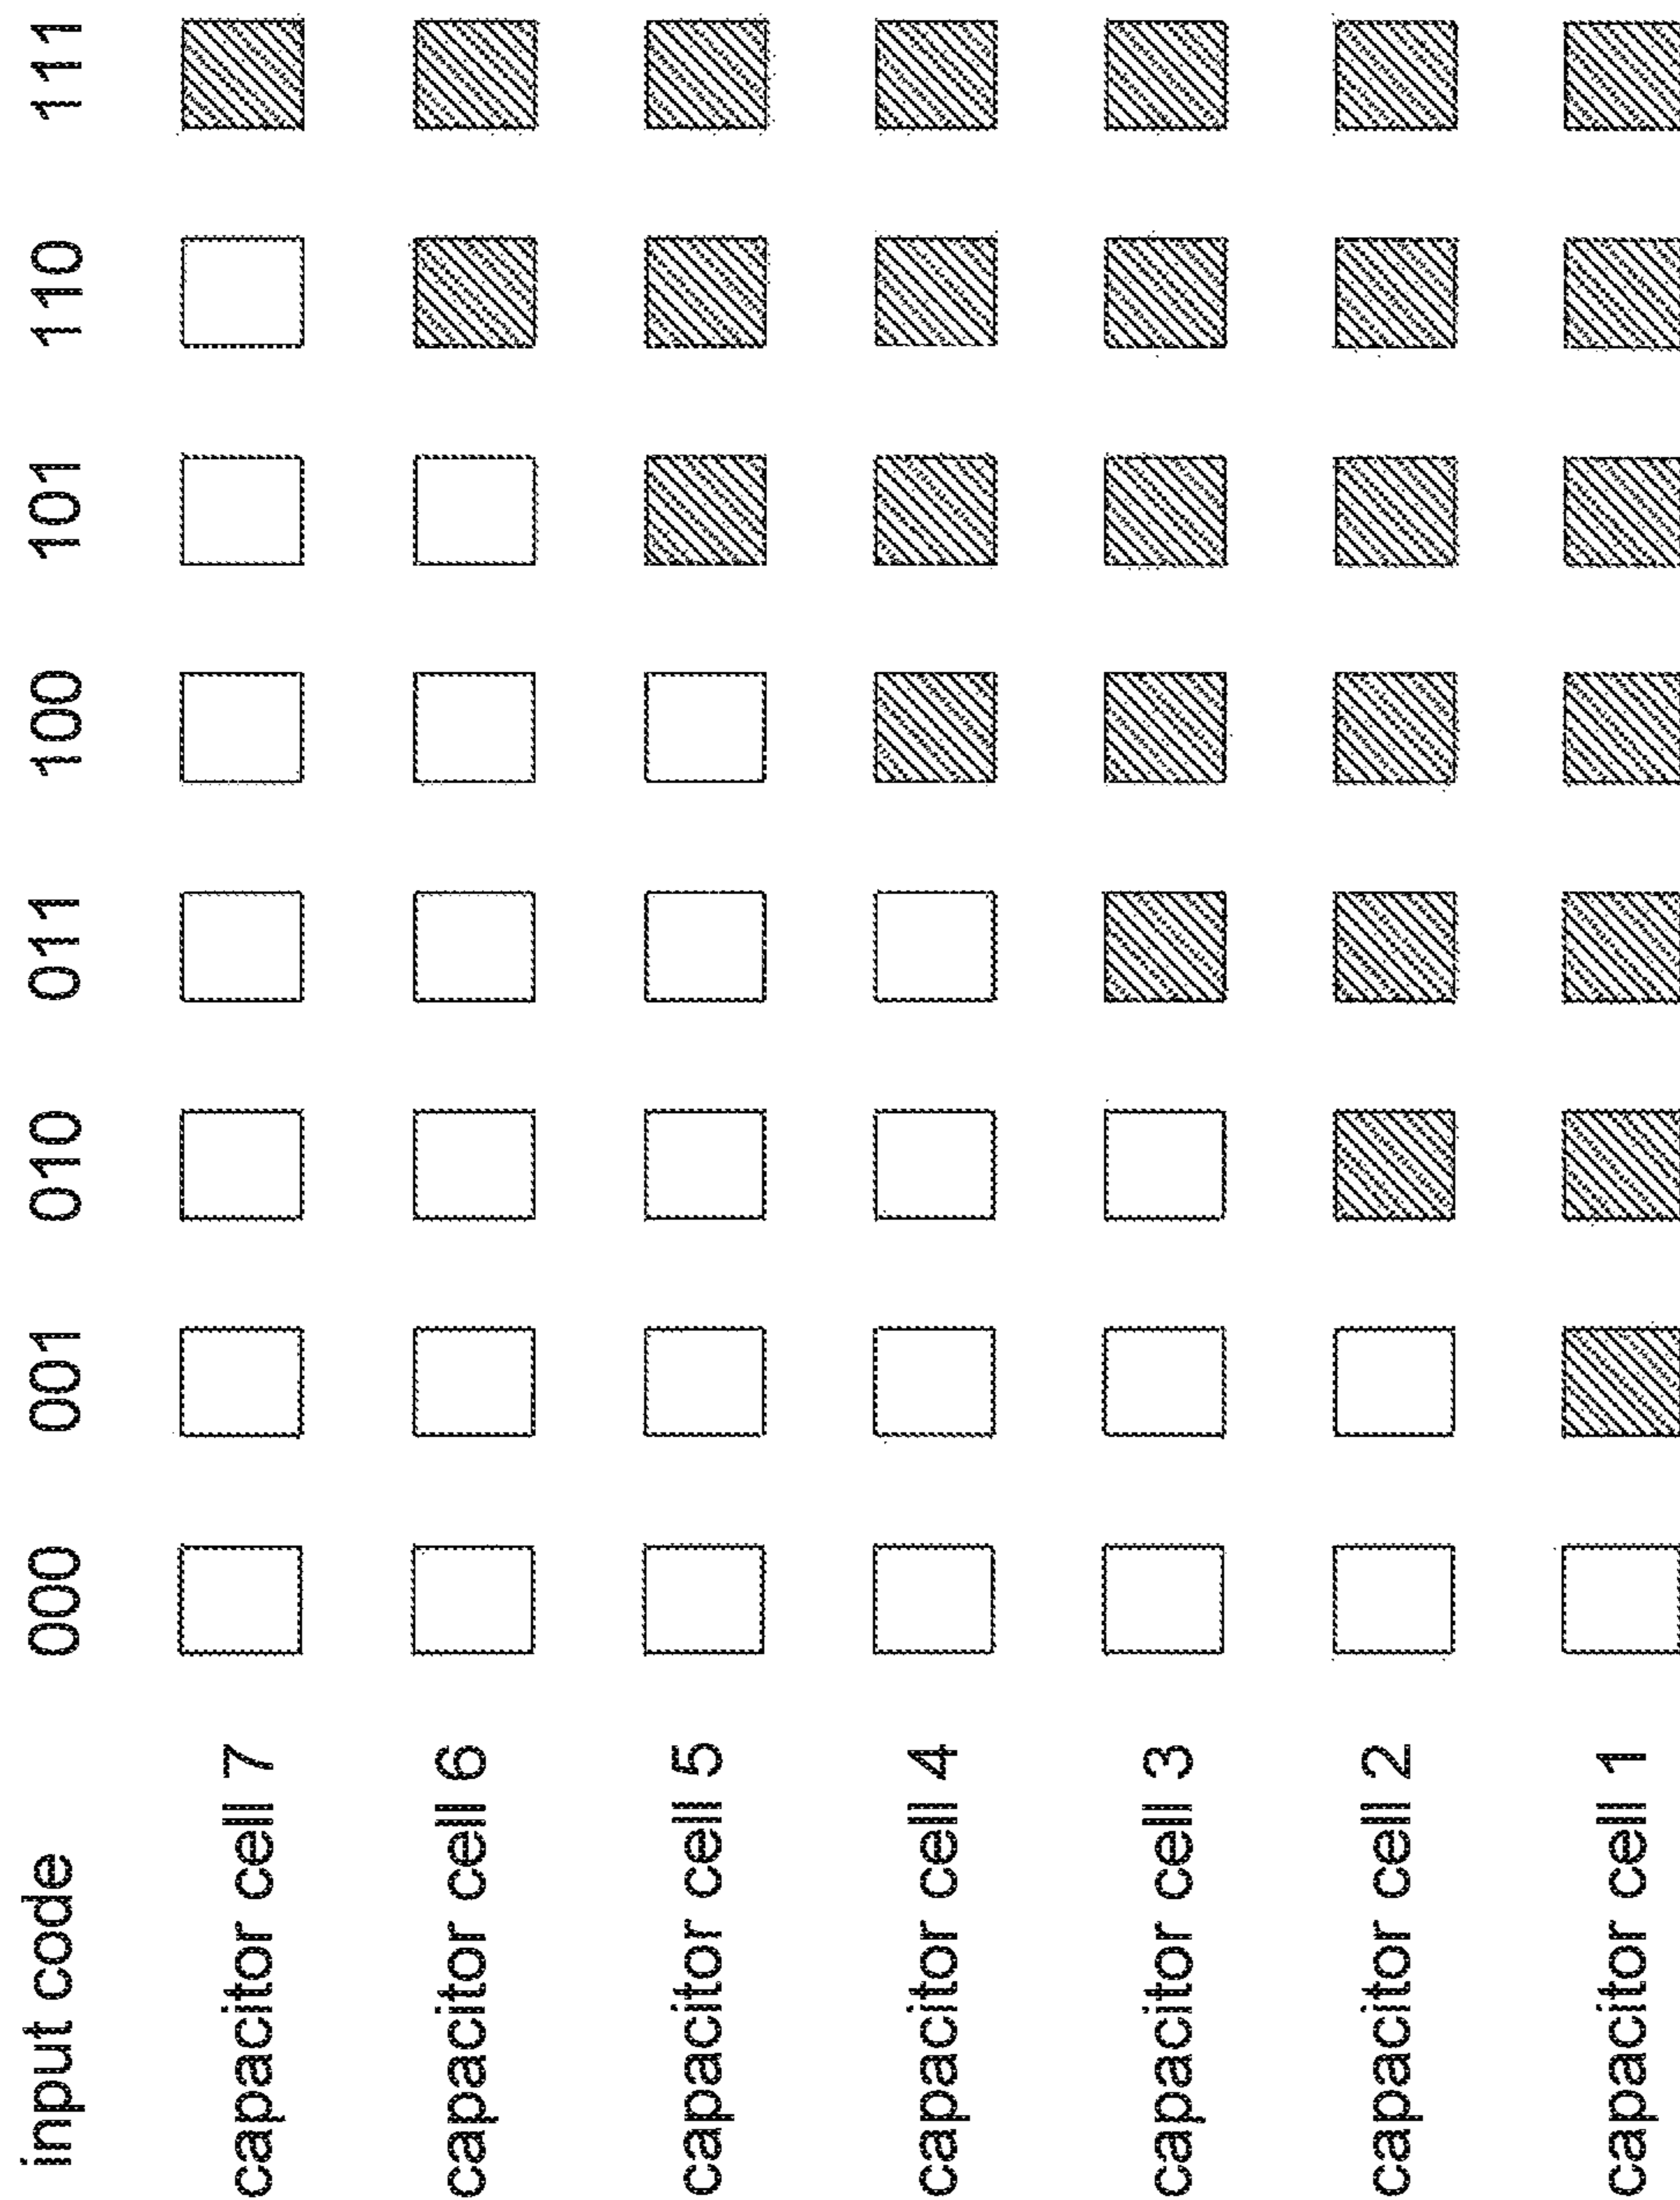 input code 000 001 010 011 100 101 110 111
capacitor cell 7
capacitor cell 6
capacitor cell 5
capacitor cell 4
capacitor cell 3
capacitor cell 2
capacitor cell 1